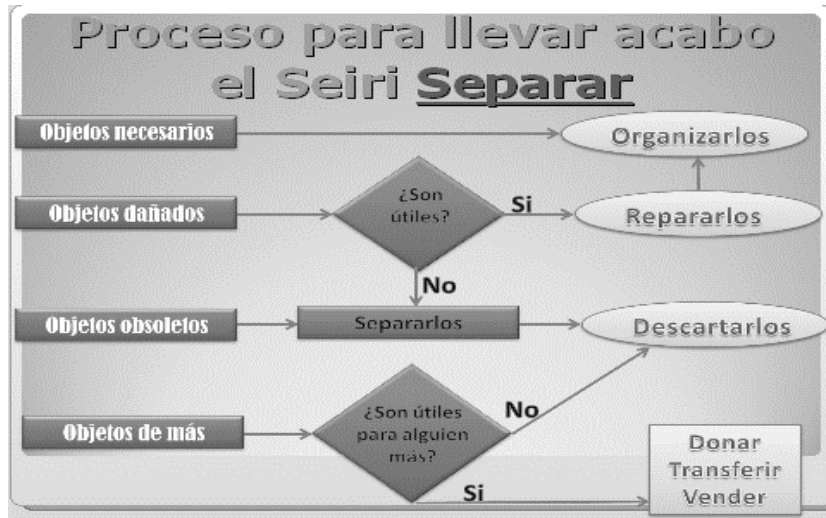 Proceso para llevar acabo
el Seiri Separar
Objetos necesarios
Organizarlos
Objetos dañados
¿Son
útiles?
Si
Repararlos
No
Objetos obsoletos
Separarlos
Descartarlos
Objetos de más
¿Son útiles
para alguien
más?
No
Si
Donar
Transferir
Vender